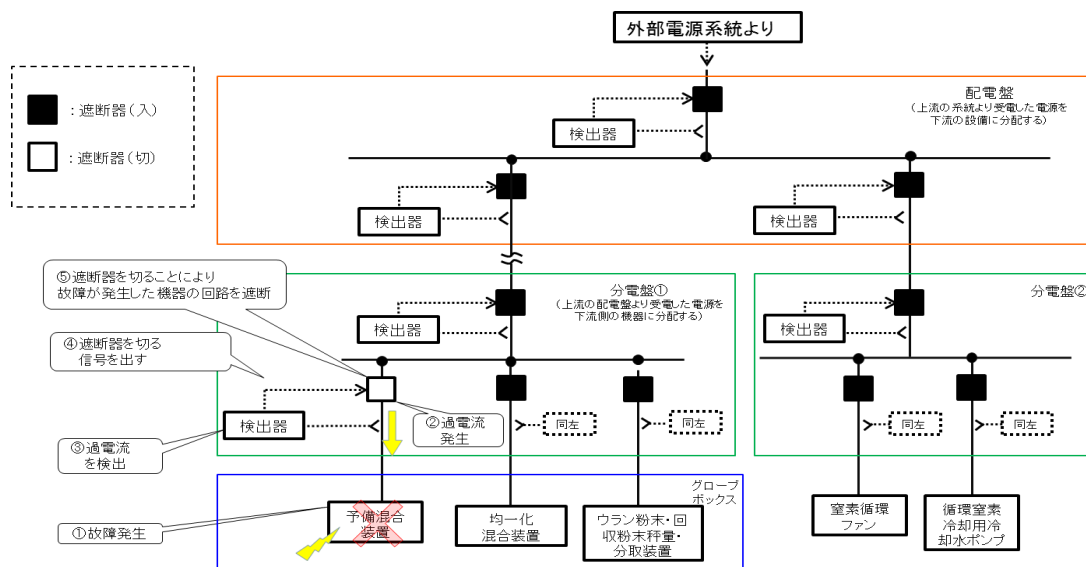 外部電源系統より
：遮断器（入）
：遮断器（切）
配電盤
（上流の系統より受電した電源を
下流の設備に分配する）
検出器
検出器
検出器
⑤遮断器を切ることにより
故障が発生した機器の回路を遮断
分電盤①
（上流の配電盤より受電した電源を
下流側の機器に分配する）
分電盤②
検出器
検出器
④遮断器を切る
信号を出す
検出器
②過電流
発生
同左
同左
同左
同左
③過電流
を検出
グローブ
ボックス
①故障発生
予備混合
装置
均一化
混合装置
ウラン粉末・回
収粉末秤量・
分取装置
窒素循環
ファン
循環窒素
冷却用冷
却水ポンプ